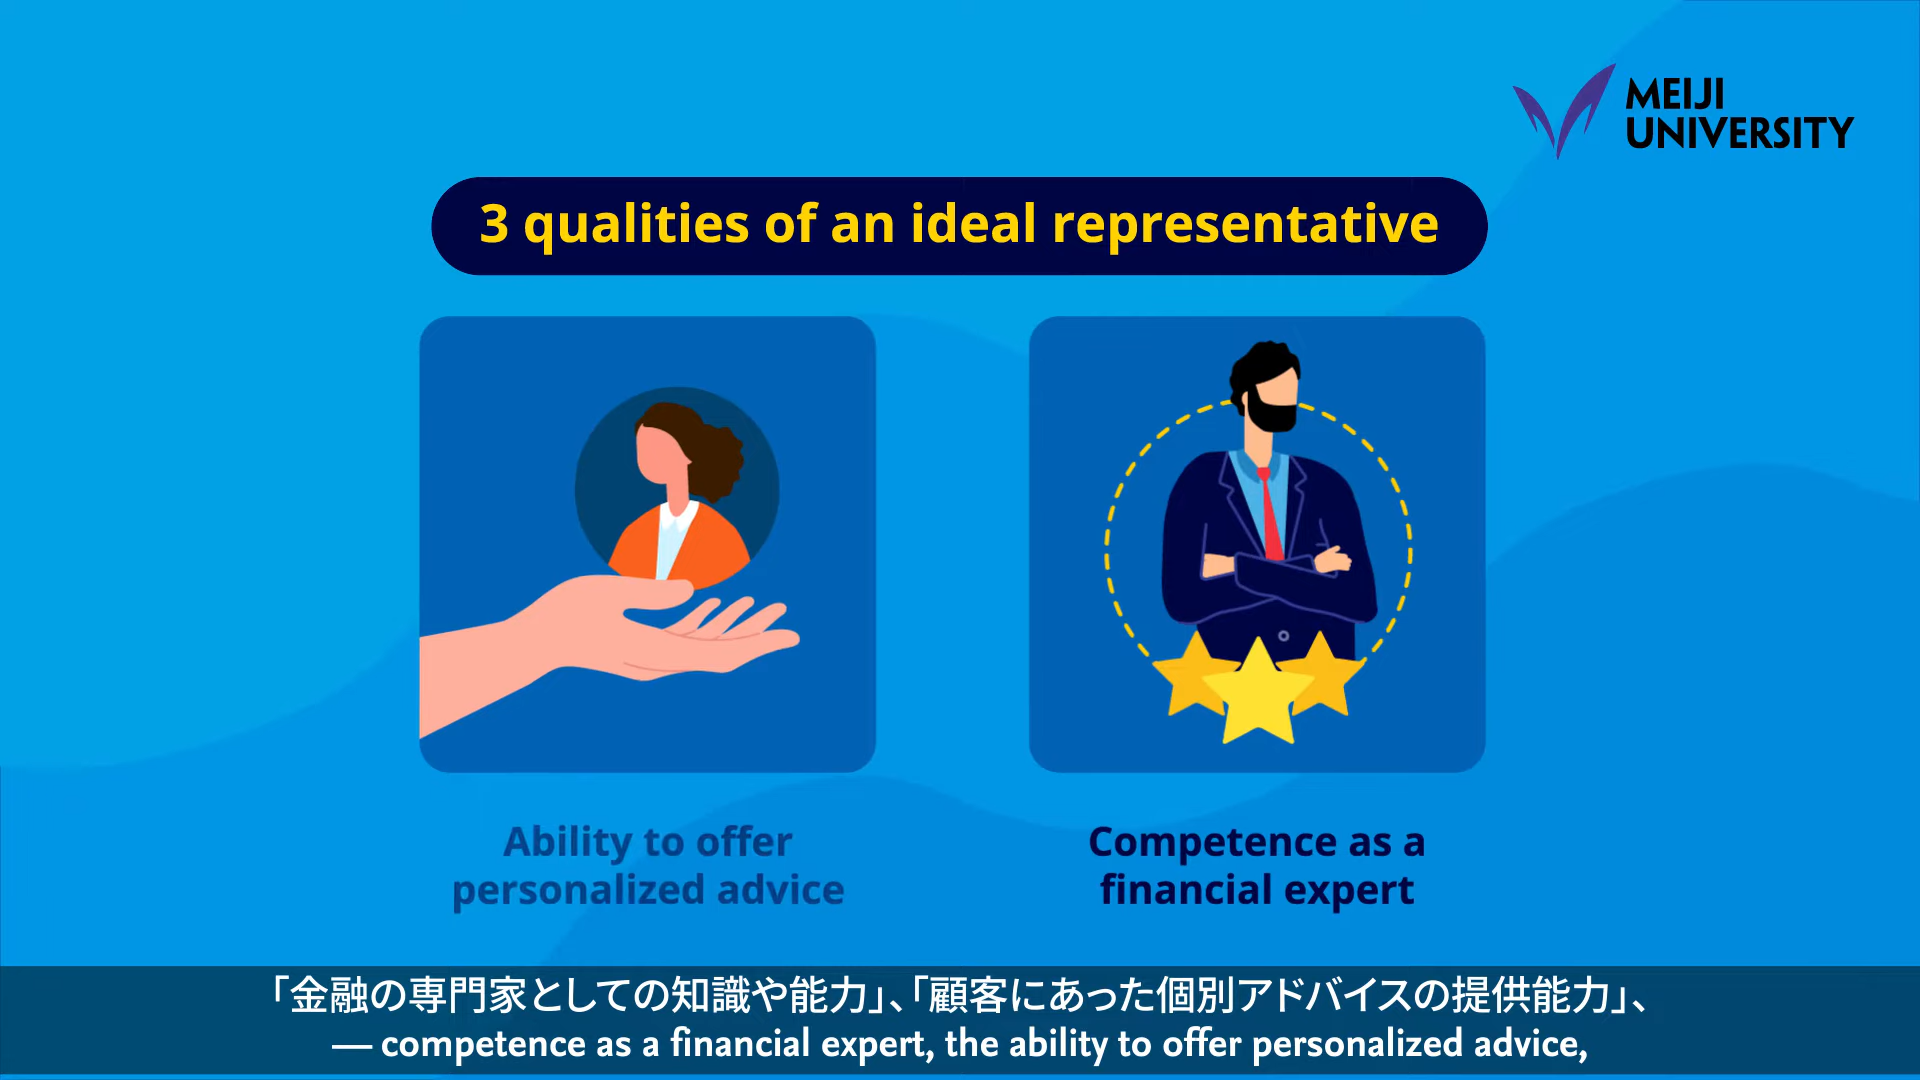 MEIJI
UNIVERSITY
3 qualities of an ideal representative
Ability to offer
personalized advice
Competence as a
financial expert
「金融の専門家としての知識や能力」、「顧客にあった個別アドバイスの提供能力」、
— competence as a financial expert, the ability to offer personalized advice,